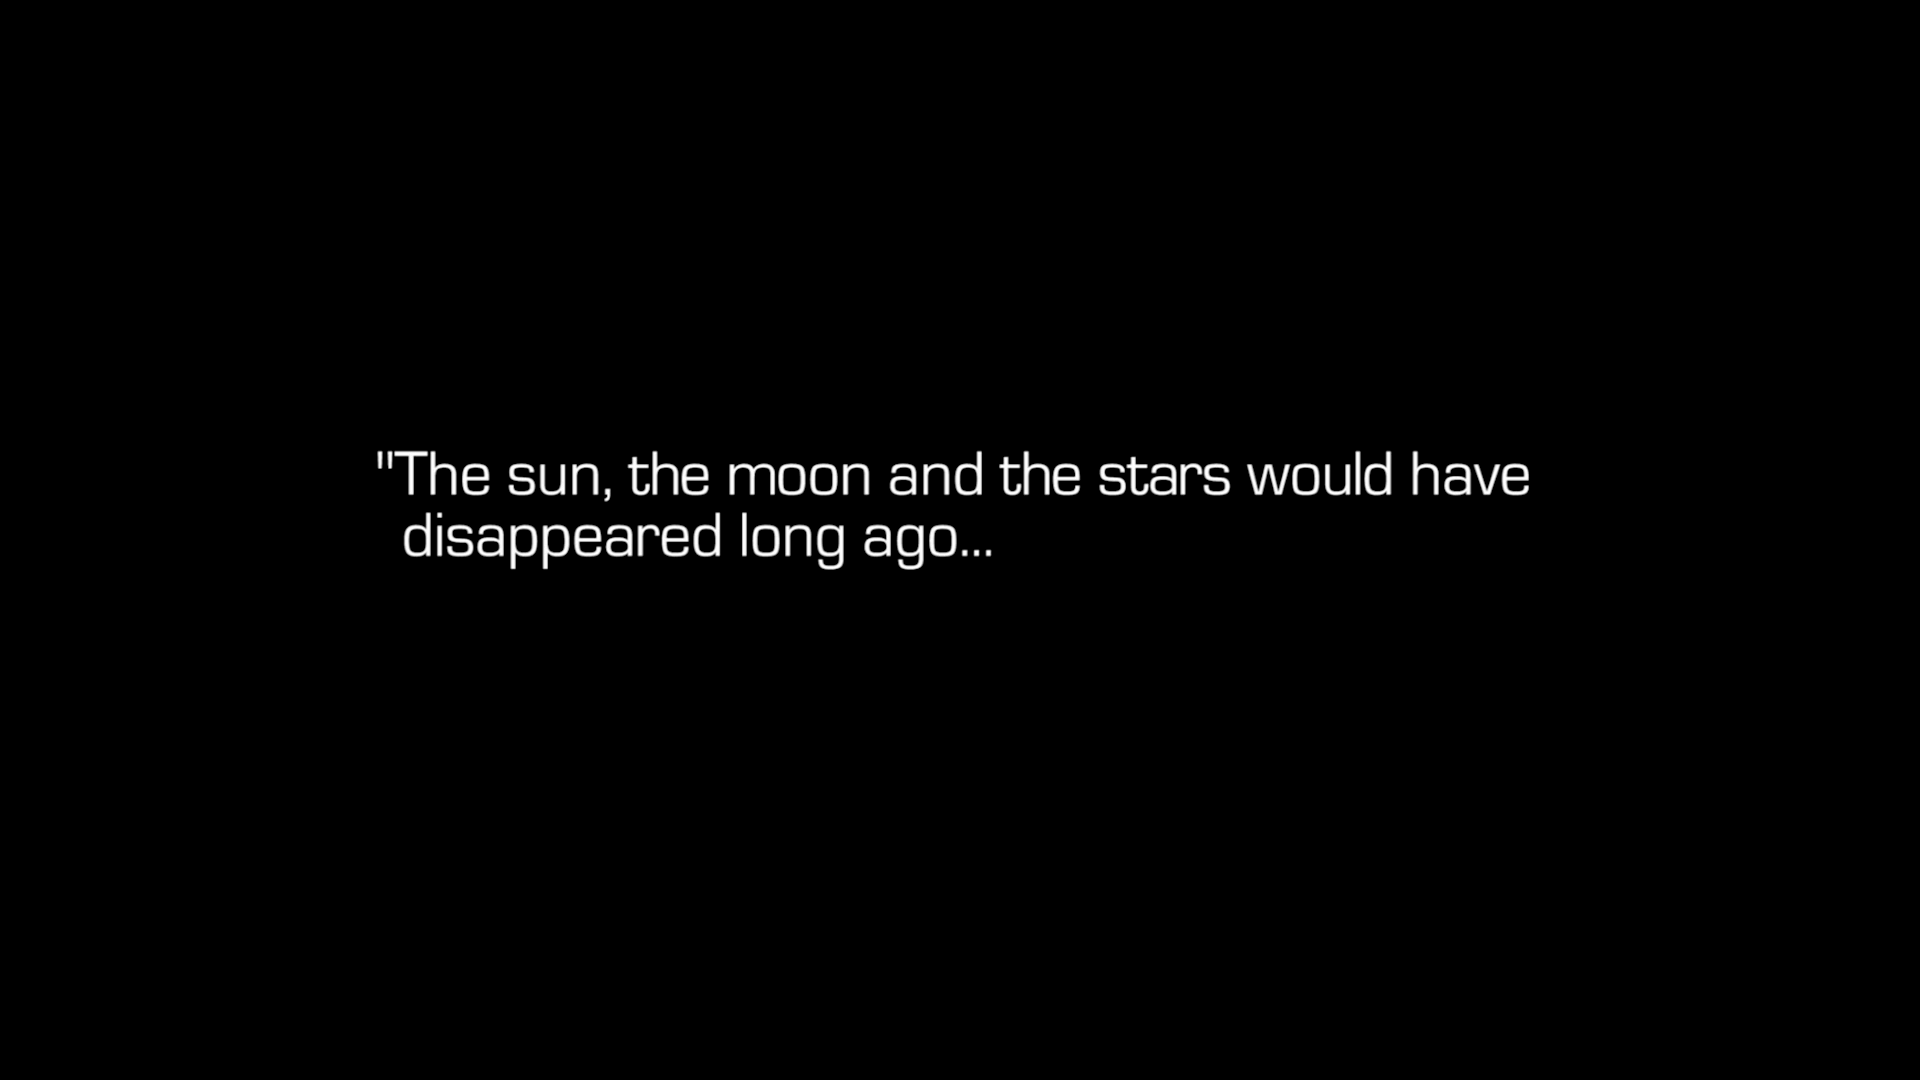 "The sun, the moon and the stars would have
disappeared long ago...